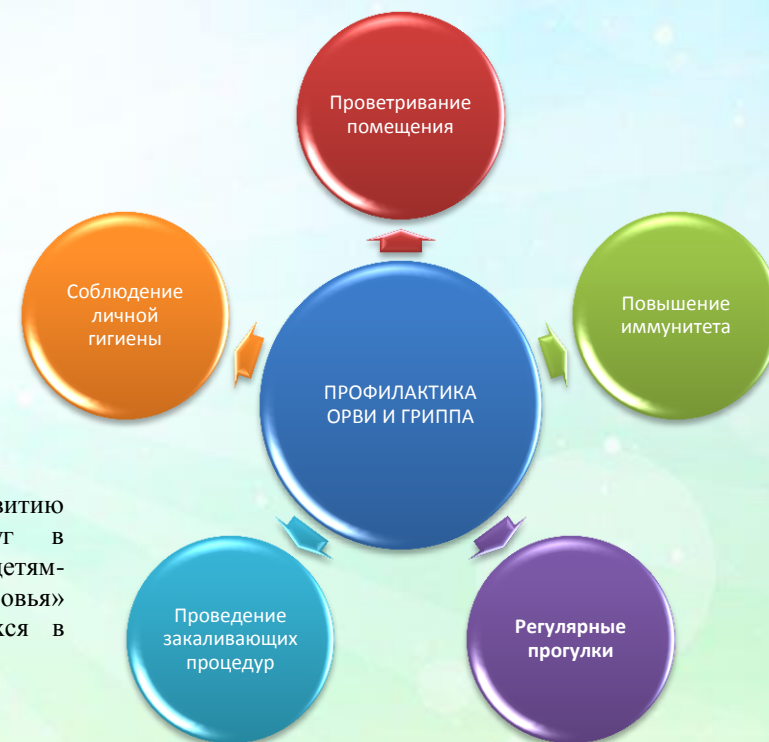 Проветривание
помещения
Соблюдение
личной
гигиены
Повышение
иммунитета
ПРОФИЛАКТИКА
ОРВИ И ГРИППА
Проведение
закаливающих
процедур
Регулярные
прогулки
в
в